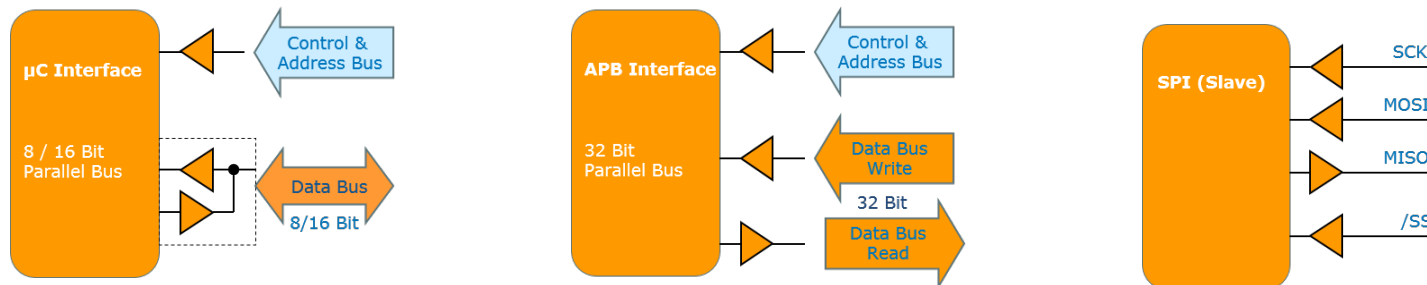 µC Interface
8 / 16 Bit
Parallel Bus
Control &
Address Bus
Data Bus
8/16 Bit
APB Interface
32 Bit
Parallel Bus
Control &
Address Bus
Data Bus
Write
32 Bit
Data Bus
Read
SPI (Slave)
SCK
MOSI
MISO
/SS